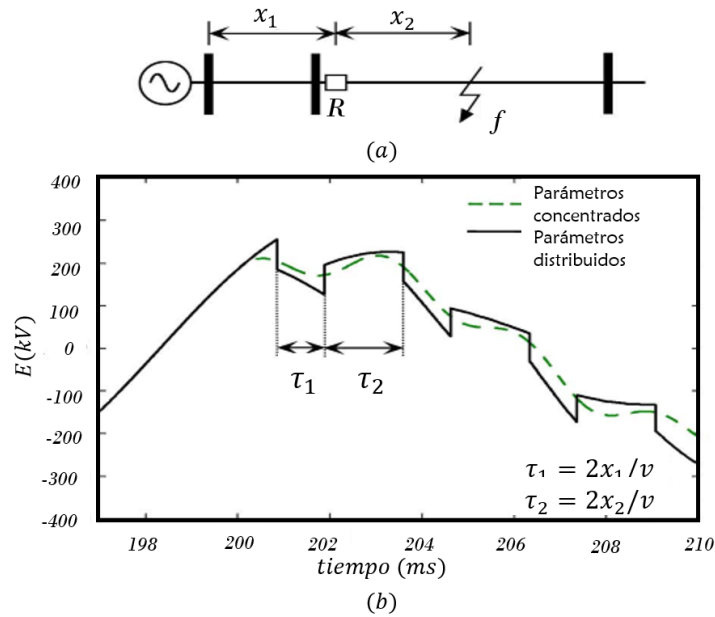 x₁ x₂
R f
(a)
400
300
200
100
0
-100
-200
-300
-400
E(kV)
Parámetros
concentrados
Parámetros
distribuidos
τ₁ τ₂
τ₁ = 2x₁/v
τ₂ = 2x₂/v
198 200 202 204 206 208 210
tiempo (ms)
(b)